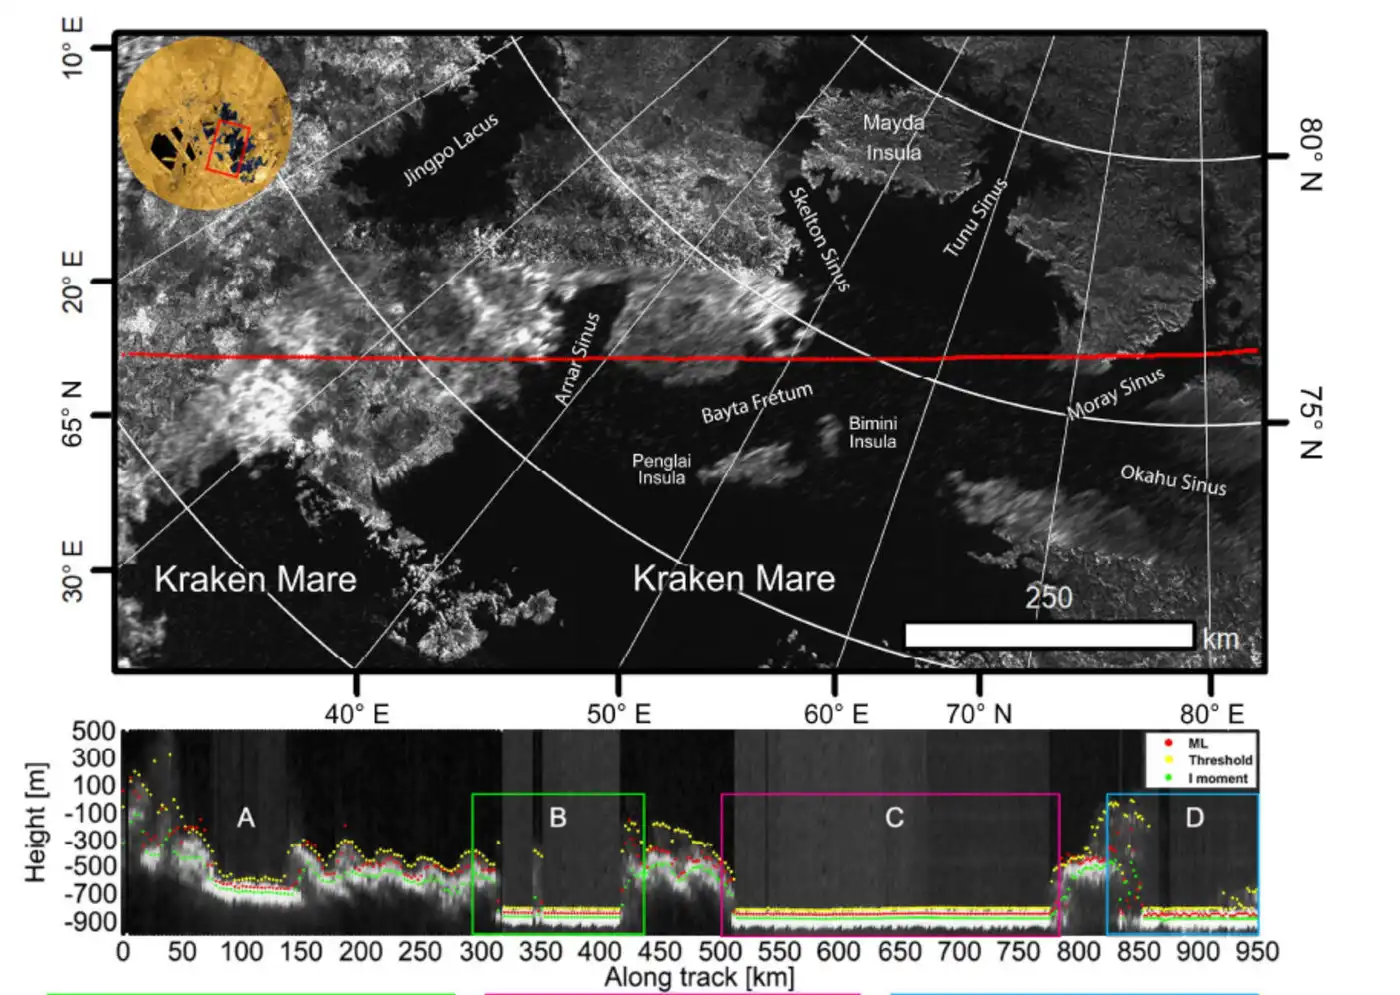 10° E
Jingpo Lacus
Mayda
Insula
80° N
Skelton Sinus
Tunu Sinus
20° E
Arnar Sinus
Moray Sinus
65° N
Bayta Fretum
75° N
Bimini
Insula
Penglai
Insula
Okahu Sinus
30° E
Kraken Mare
Kraken Mare
250
km
40° E
50° E
60° E
70° N
80° E
500
300
100
-100
-300
-500
-700
-900
Height [m]
ML
Threshold
I moment
A
B
C
D
0 50 100 150 200 250 300 350 400 450 500 550 600 650 700 750 800 850 900 950
Along track [km]